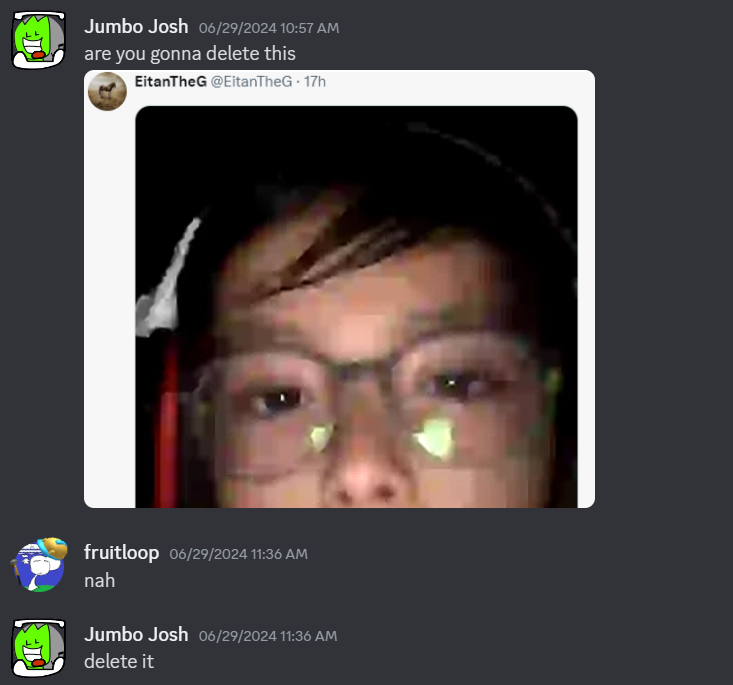 Jumbo Josh 06/29/2024 10:57 AM
are you gonna delete this
EitanTheG @EitanTheG · 17h
fruitloop 06/29/2024 11:36 AM
nah
Jumbo Josh 06/29/2024 11:36 AM
delete it